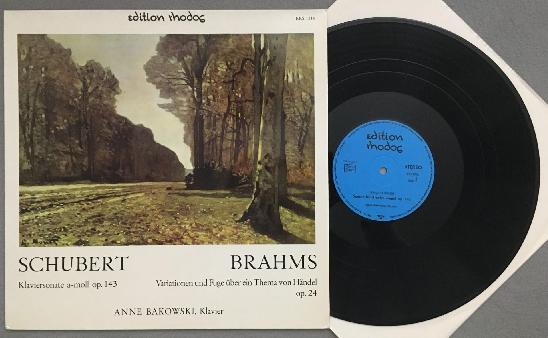 edition rhodos
SCHUBERT
Klaviersonate a-moll op. 143
BRAHMS
Variationen und Fuge über ein Thema von Händel
op. 24
ANNE BAKOWSKI, Klavier
edition
rhodos
STEREO